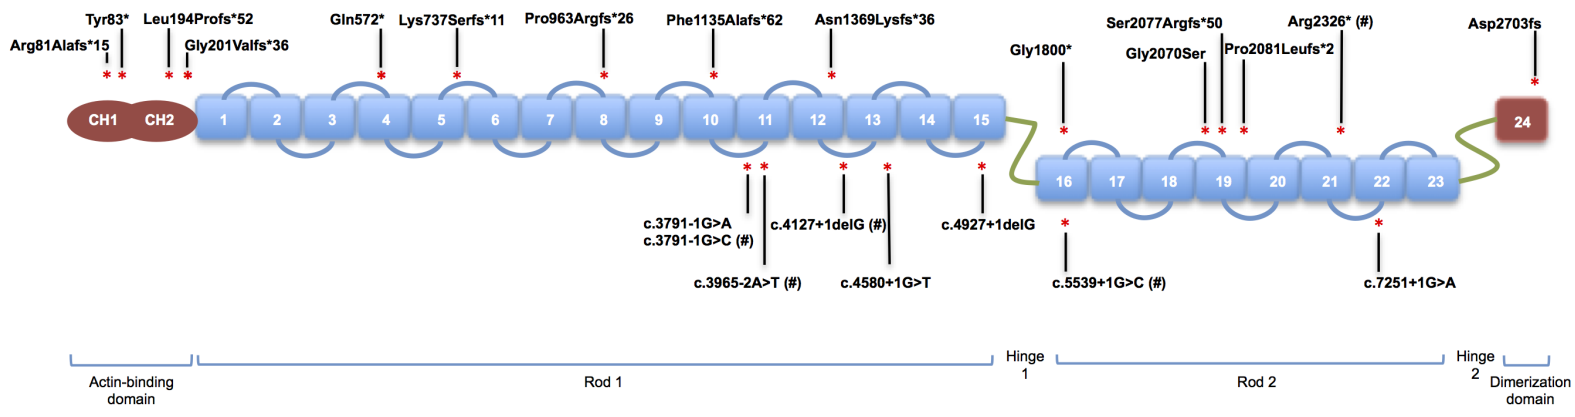 Tyr83*
Leu194Profs*52
Gln572*
Lys737Serfs*11
Pro963Argfs*26
Phe1135Alafs*62
Asn1369Lysfs*36
Ser2077Argfs*50
Arg2326* (#)
Asp2703fs
Arg81Alafs*15
Gly201Valfs*36
Gly1800*
Gly2070Ser
Pro2081Leufs*2
* * * * * * * * *
*
* * * * *
CH1 CH2 1 2 3 4 5 6 7 8 9 10 11 12 13 14 15
24
* * * * *
16 17 18 19 20 21 22 23
* *
c.3791-1G>A
c.3791-1G>C (#)
c.4127+1delG (#)
c.4927+1delG
c.3965-2A>T (#)
c.4580+1G>T
c.5539+1G>C (#)
c.7251+1G>A
Actin-binding
domain
Rod 1
Hinge
1
Rod 2
Hinge
2
Dimerization
domain